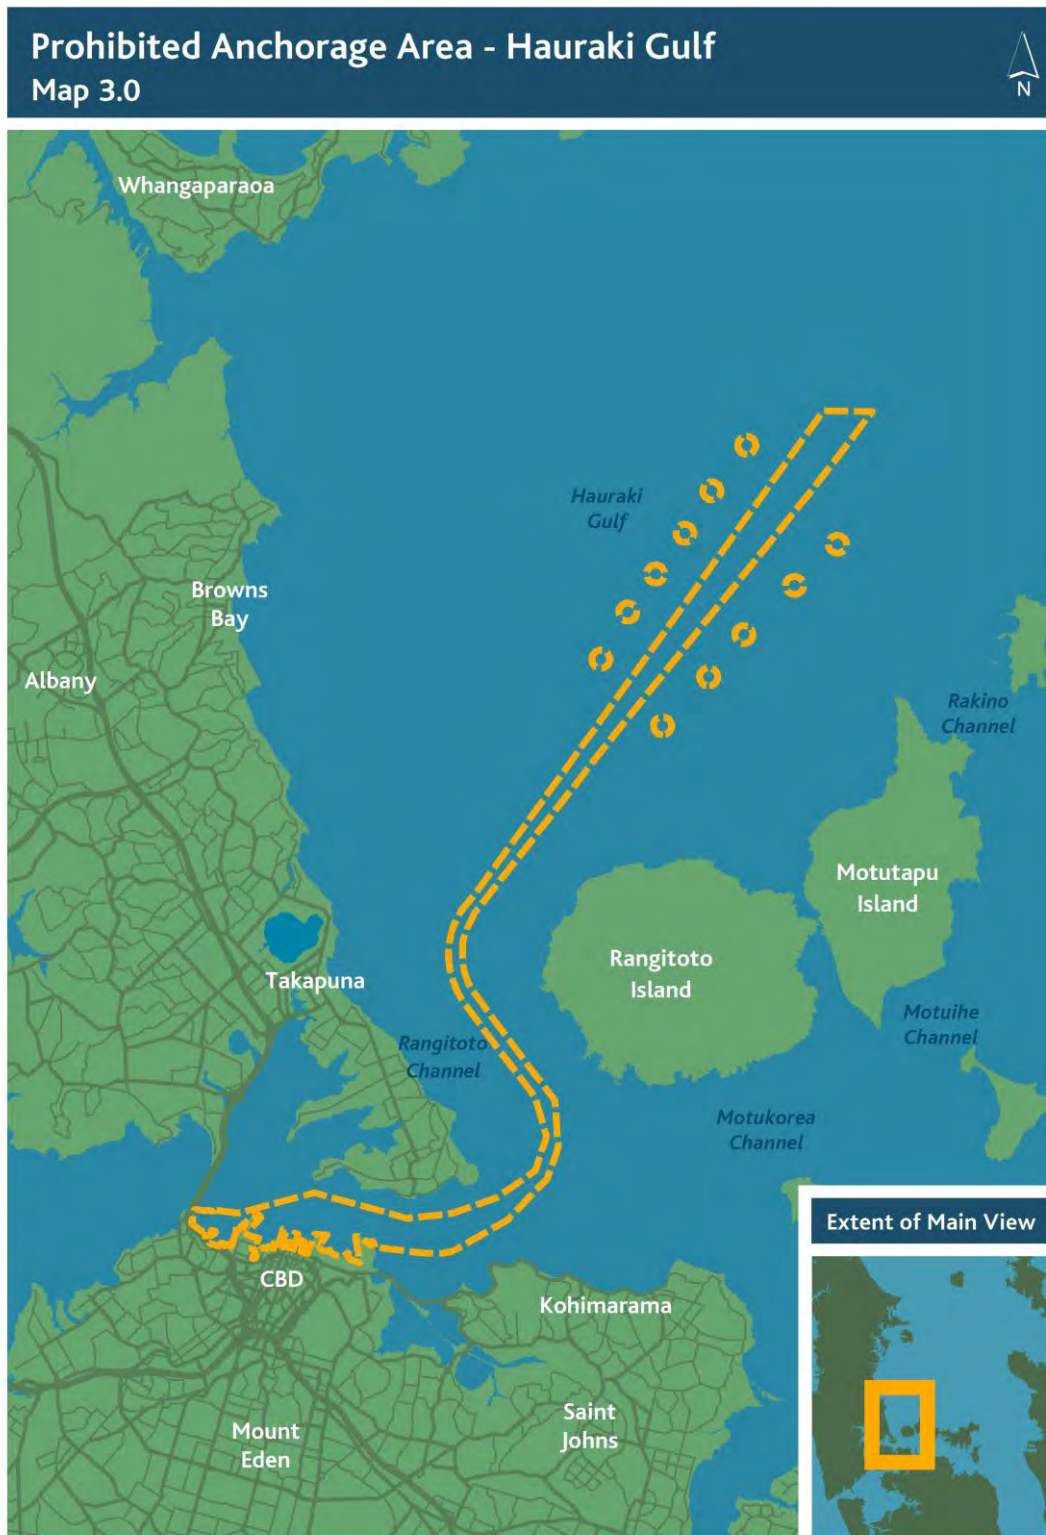 Prohibited Anchorage Area - Hauraki Gulf
Map 3.0
N
Whangaparaoa
Hauraki
Gulf
Browns
Bay
Albany
Rakino
Channel
Motutapu
Island
Rangitoto
Island
Takapuna
Motuihe
Channel
Rangitoto
Channel
Motukorea
Channel
Extent of Main View
CBD
Kohimarama
Saint
Johns
Mount
Eden